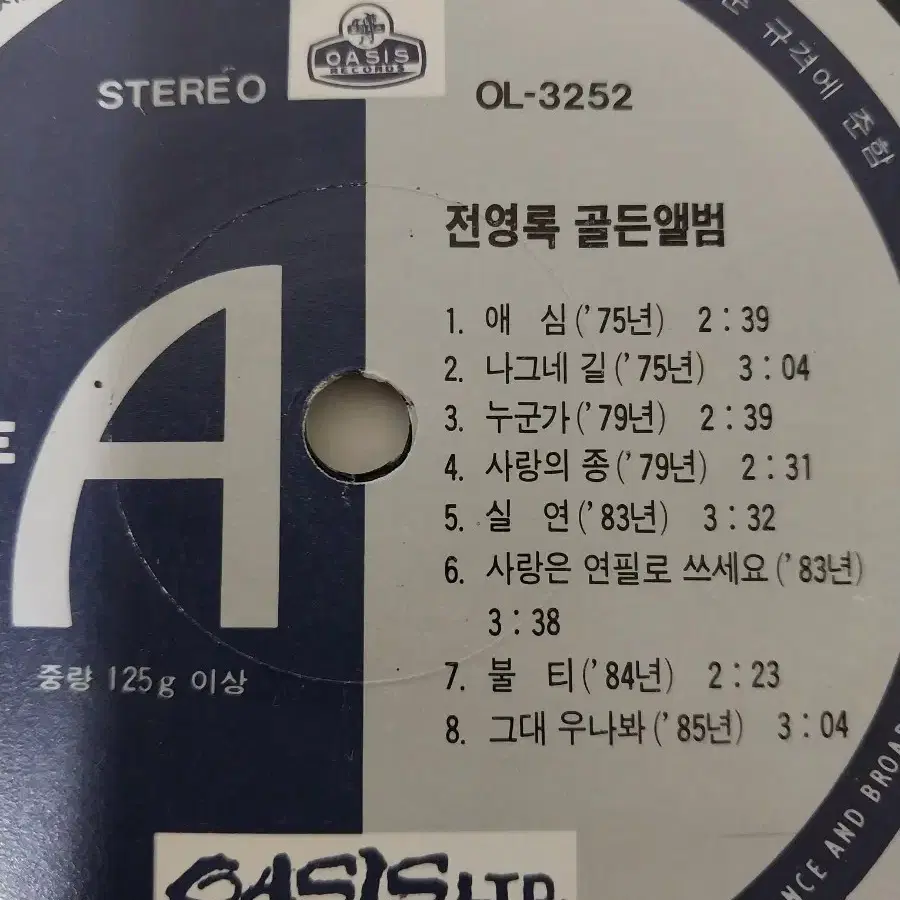 OASIS
RECORDS
STEREO
OL-3252
규격에 준함
전영록 골든앨범
1. 애 심 ('75년) 2:39
2. 나그네 길 ('75년) 3:04
3. 누군가 ('79년) 2:39
4. 사랑의 종 ('79년) 2:31
5. 실 연 ('83년) 3:32
6. 사랑은 연필로 쓰세요 ('83년)
3:38
7. 불 티 ('84년) 2:23
8. 그대 우나봐 ('85년) 3:04
A
중량 125g 이상
OASIS LTD.
AND